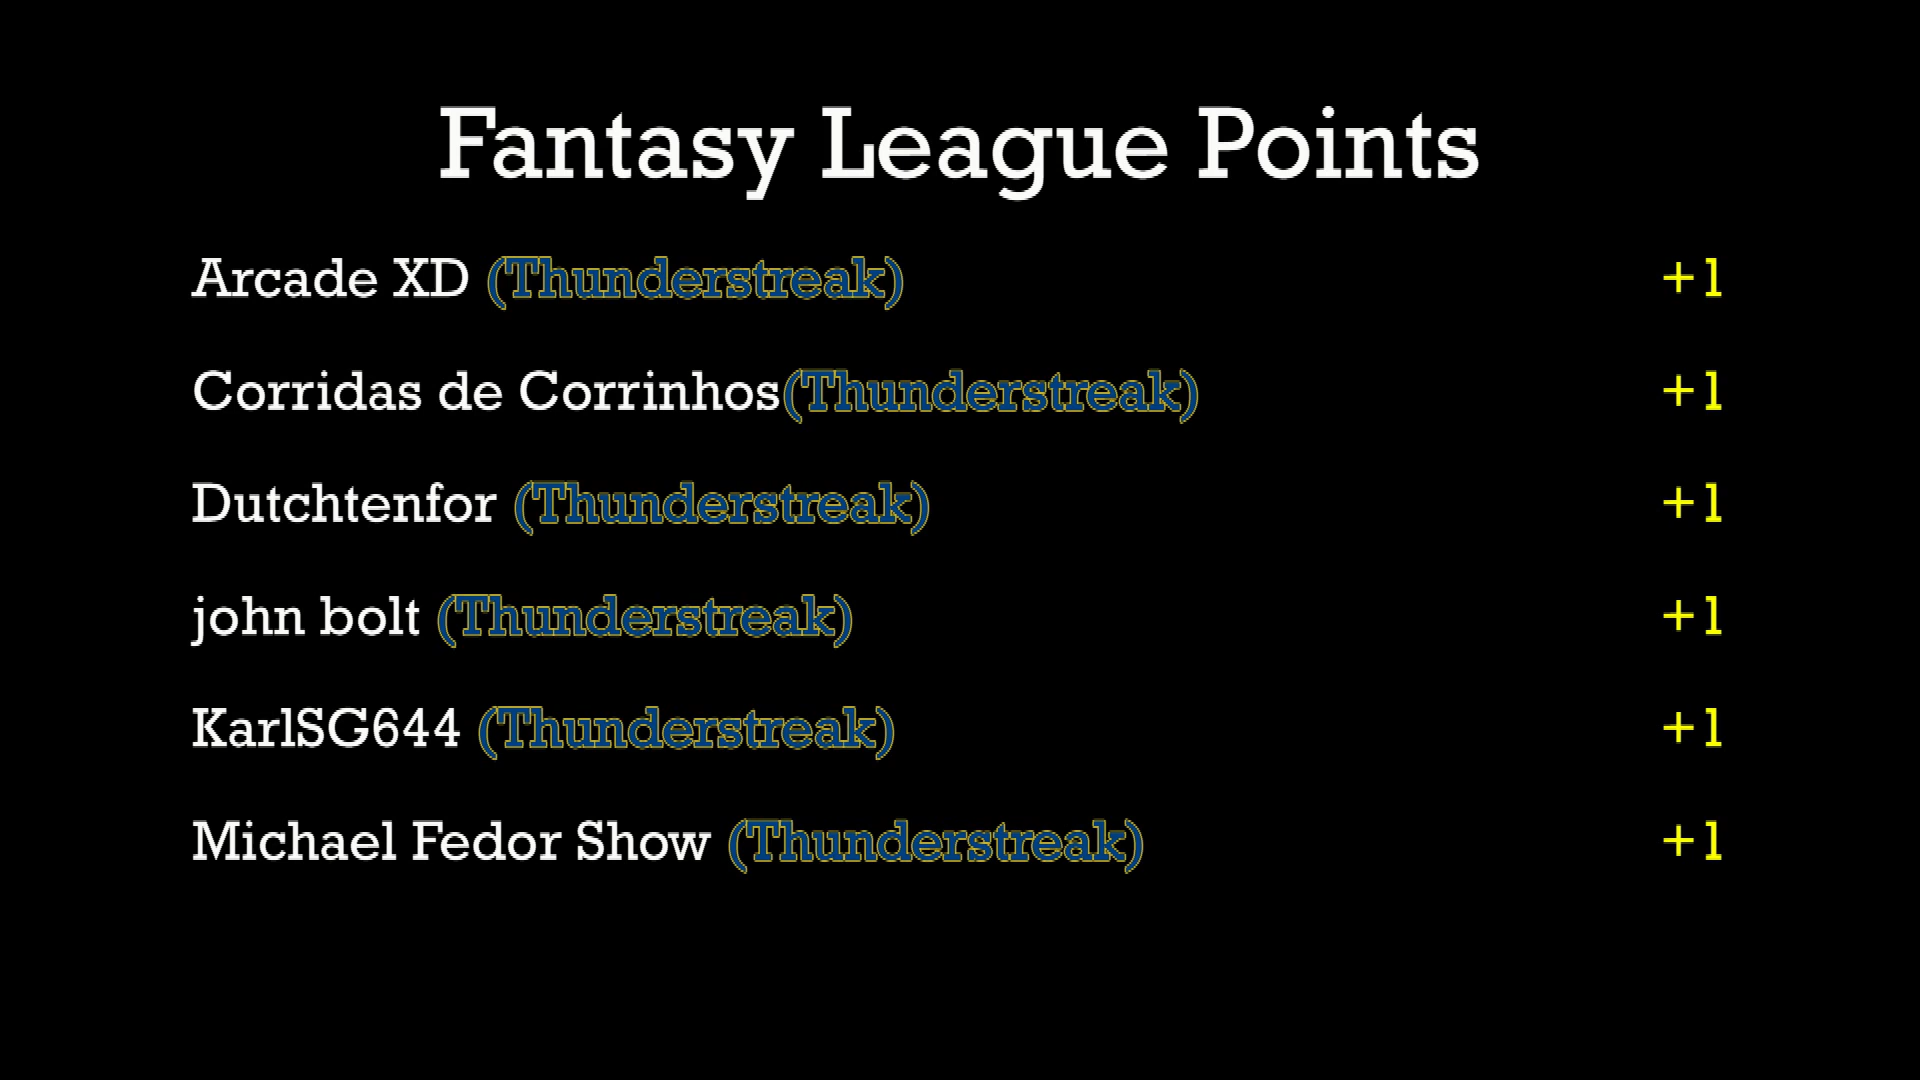 Fantasy League Points
Arcade XD (Thunderstreak) +1
Corridas de Corrinhos(Thunderstreak) +1
Dutchtenfor (Thunderstreak) +1
john bolt (Thunderstreak) +1
KarlSG644 (Thunderstreak) +1
Michael Fedor Show (Thunderstreak) +1